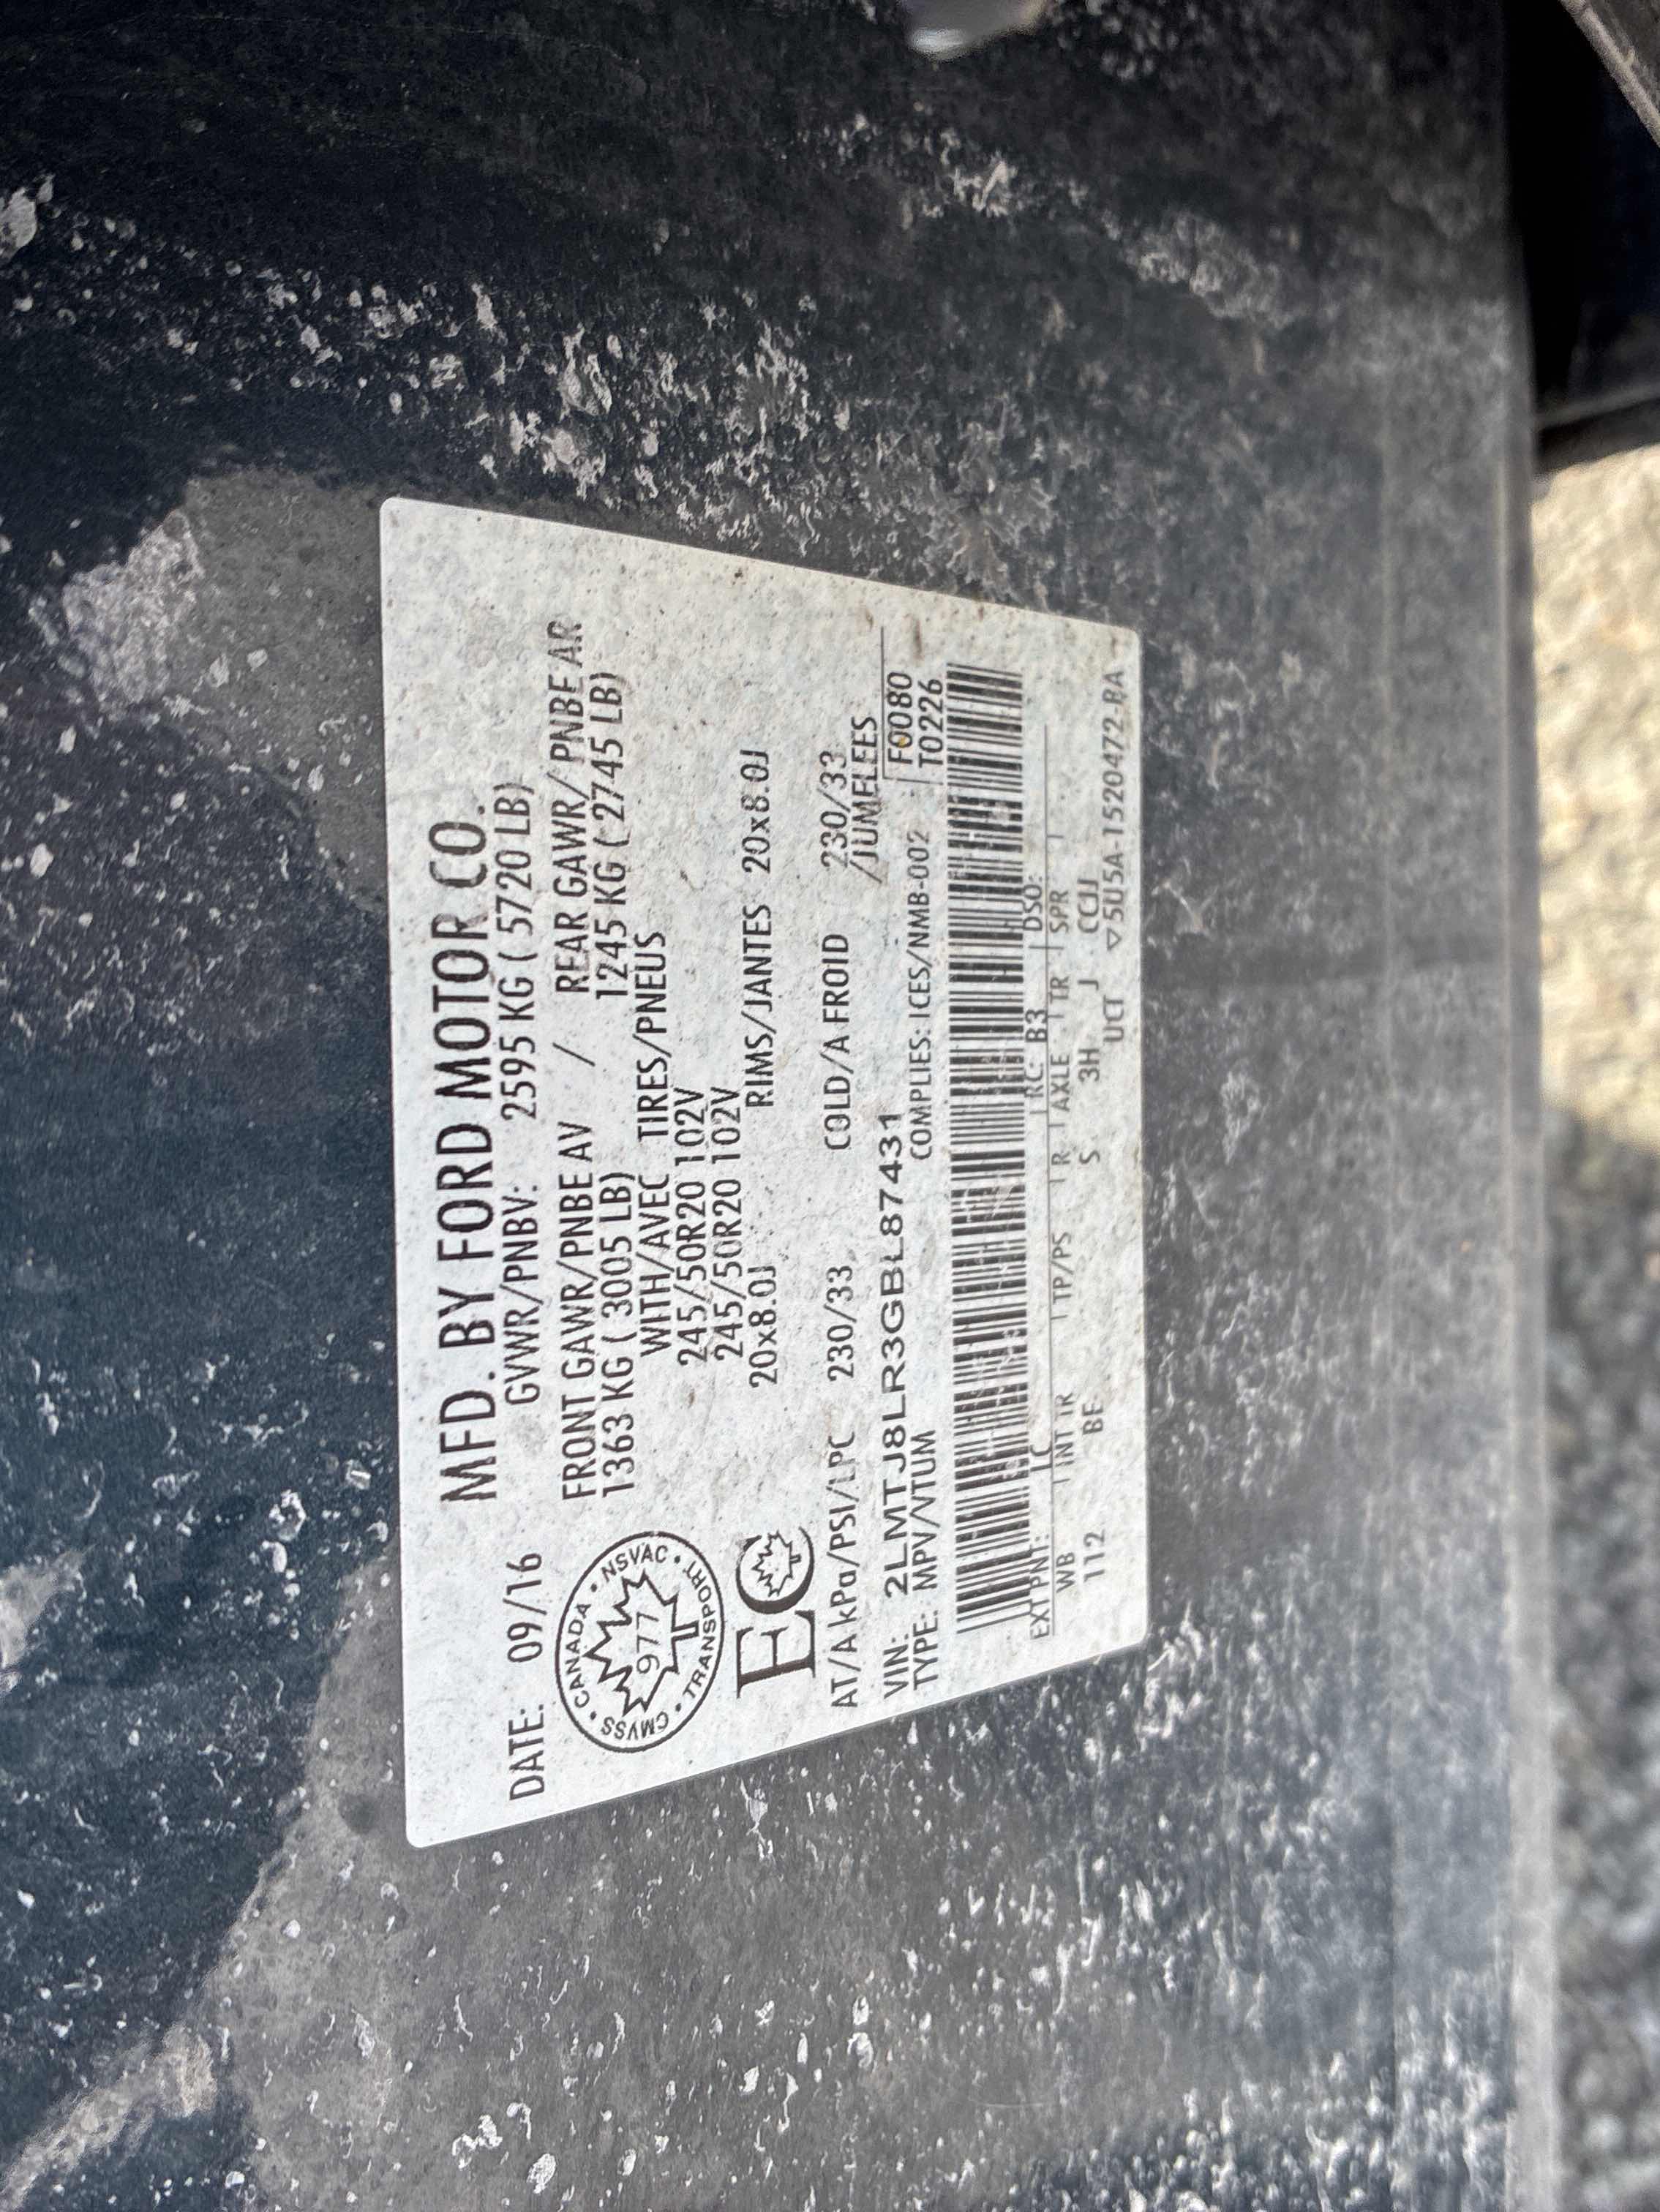 MFD. BY FORD MOTOR CO.
DATE: 09/16 GVWR/PNBV: 2595 KG ( 5720 LB)
FRONT GAWR/PNBE AV / REAR GAWR/ PNBE AR
1363 KG ( 3005 LB) 1245 KG ( 2745 LB)
WITH/AVEC TIRES/PNEUS
245/50R20 102V
245/50R20 102V
20x8.0J RIMS/JANTES 20x8.0J
CMVSS • CANADA • NSVAC • TRANSPORT •
977
EC
AT/A kPa/PSI/LPC 230/33 COLD/A FROID 230/33
/JUMELEES
VIN: 2LMTJ8LR3GBL87431
F0080
TYPE: MPV/VTUM COMPLIES: ICES/NMB-002 T0226
EXT PNT: RC: B3 DSO:
WB INT TR TP/PS R AXLE TR SPR
112 BE S 3H J CCJJ
UCT ▽5U5A-1520472-BA